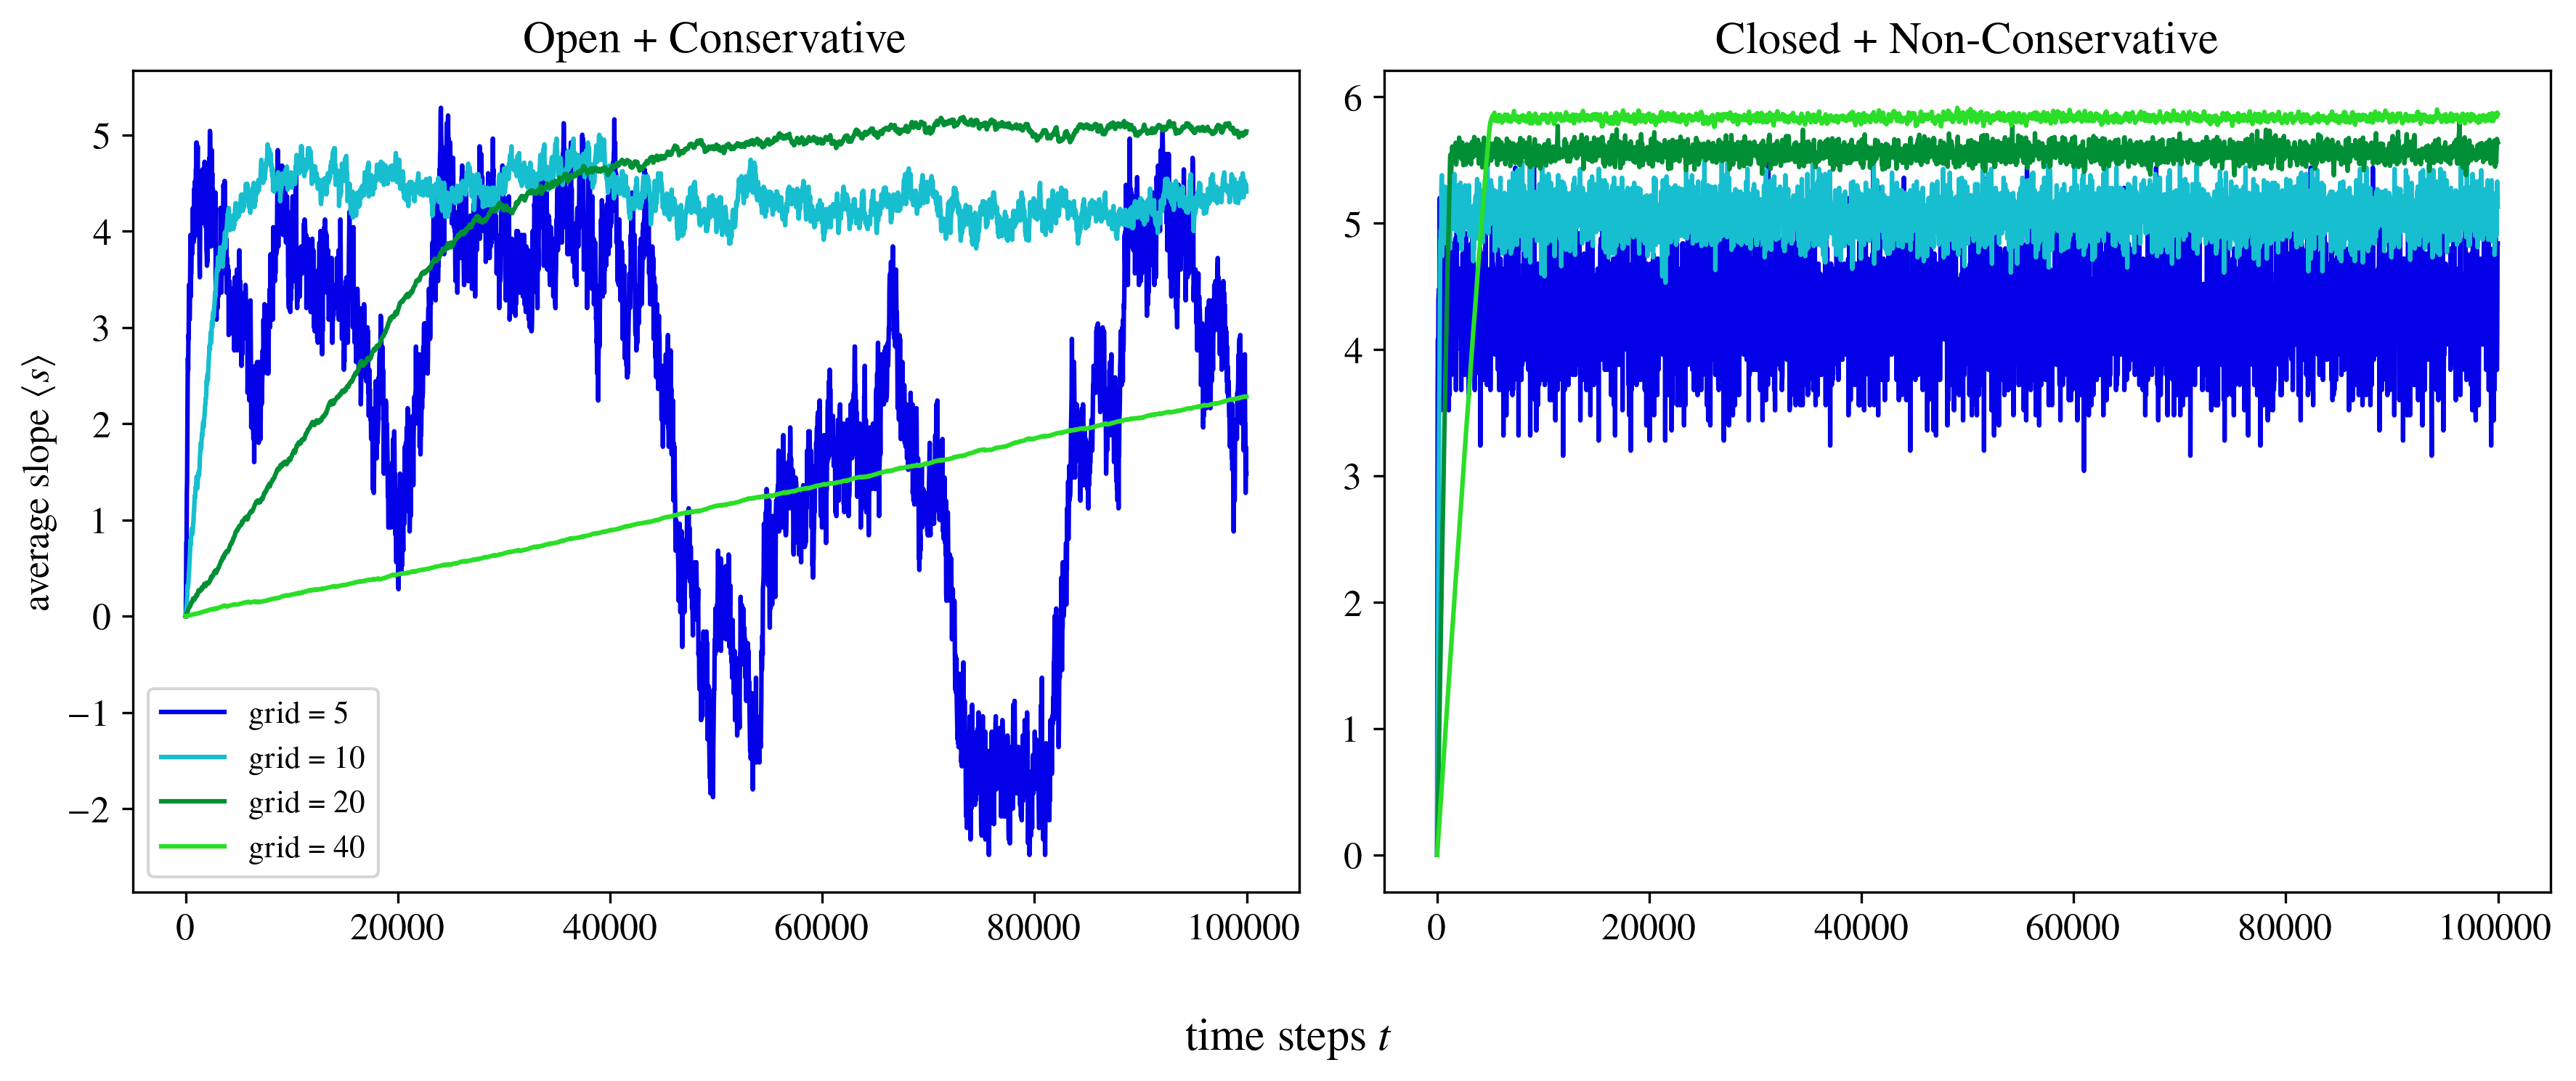 Open + Conservative
Closed + Non-Conservative
average slope ⟨s⟩
5
4
3
2
1
0
−1
−2
grid = 5
grid = 10
grid = 20
grid = 40
0 20000 40000 60000 80000 100000
6
5
4
3
2
1
0
0 20000 40000 60000 80000 100000
time steps t